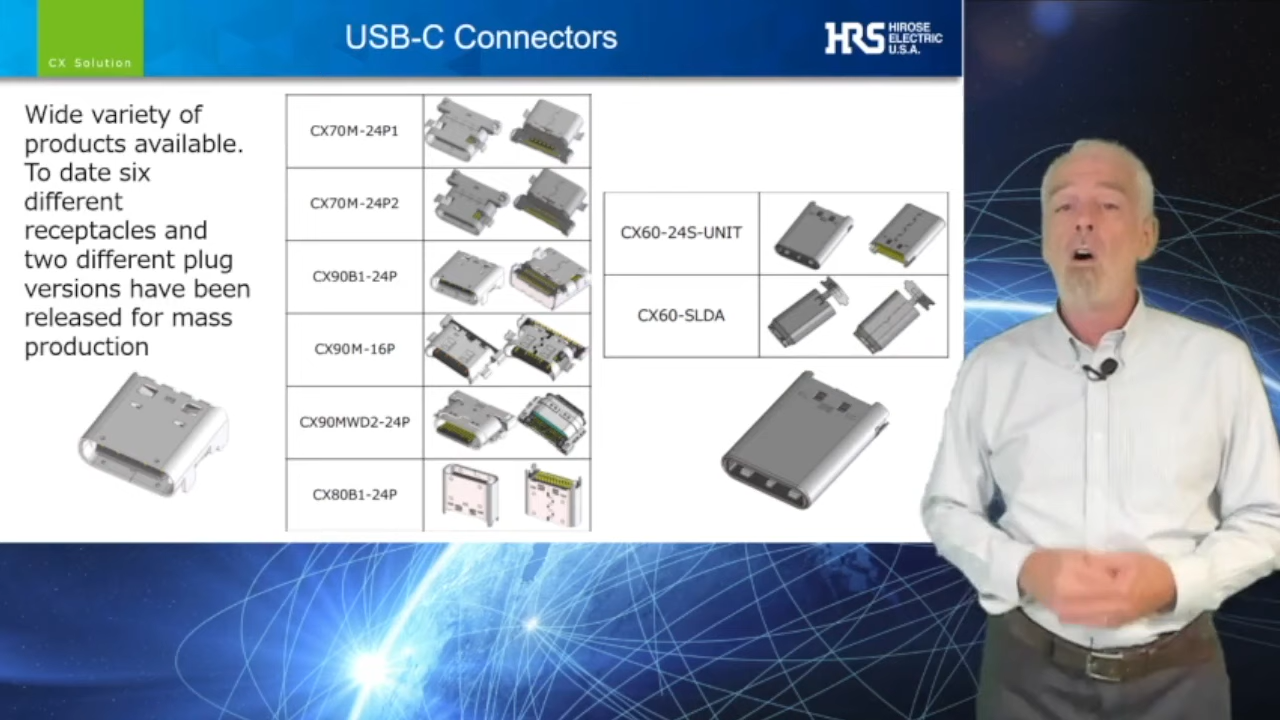 CX Solution
USB-C Connectors
HRS
HIROSE
ELECTRIC
U.S.A.
Wide variety of
products available.
To date six
different
receptacles and
two different plug
versions have been
released for mass
production
CX70M-24P1
CX70M-24P2
CX90B1-24P
CX90M-16P
CX90MWD2-24P
CX80B1-24P
CX60-24S-UNIT
CX60-SLDA